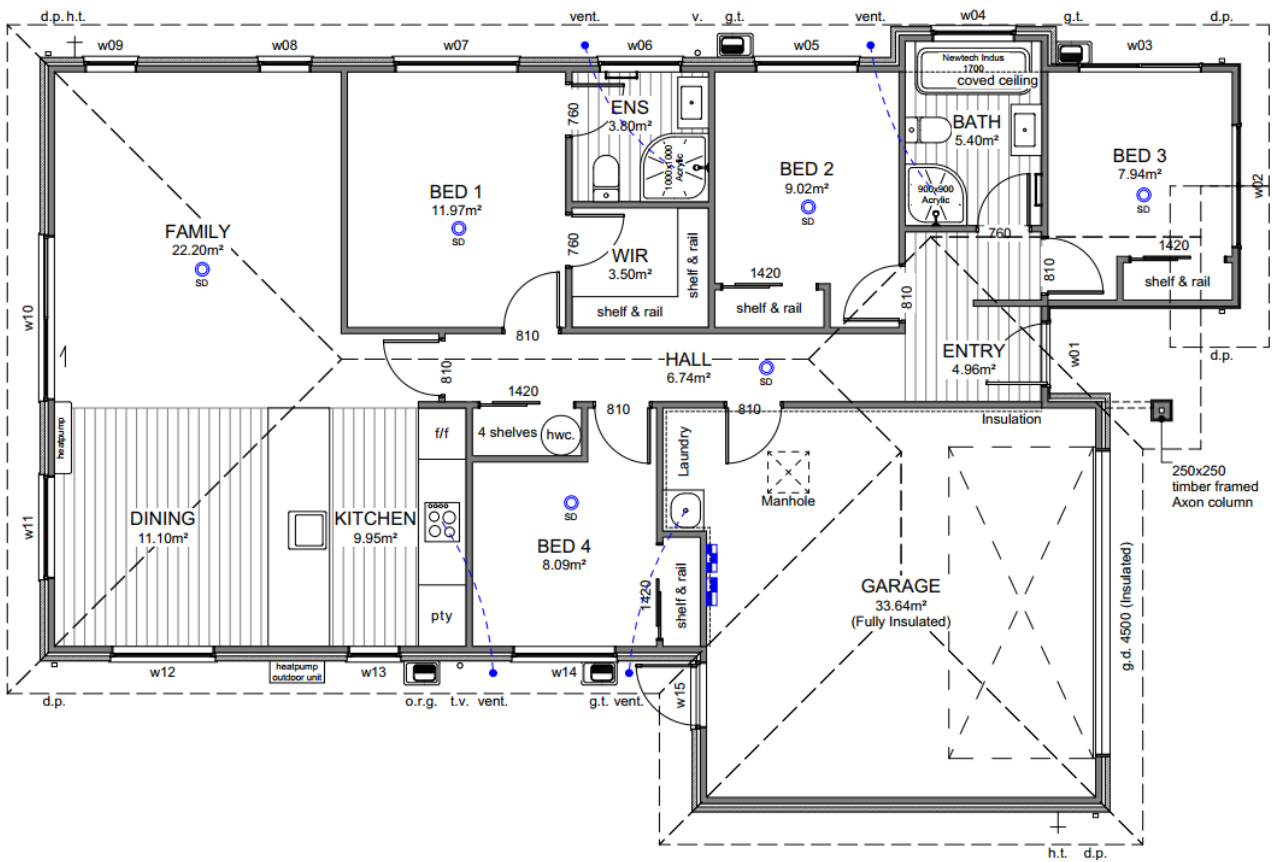 d.p. h.t. vent. v. g.t. vent. w04 g.t. d.p.
w09 w08 w07 w06 w05 w03
Newtech Indus
1700
coved ceiling
ENS
3.80m²
760
1000x1000
Acrylic
BATH
5.40m²
900x900
Acrylic
BED 1
11.97m²
SD
BED 2
9.02m²
SD
BED 3
7.94m²
SD
w02
FAMILY
22.20m²
SD
760
WIR
3.50m²
shelf & rail
shelf & rail
1420
shelf & rail
760
810
1420
shelf & rail
810
w10
810
810
HALL
6.74m²
SD
ENTRY
4.96m²
w01
d.p.
1420
810
810
Insulation
heatpump
f/f
4 shelves
hwc.
Laundry
Manhole
250x250
timber framed
Axon column
w11
DINING
11.10m²
KITCHEN
9.95m²
SD
BED 4
8.09m²
1420
shelf & rail
pty
GARAGE
33.64m²
(Fully Insulated)
g.d. 4500 (Insulated)
w12
heatpump
outdoor unit
w13
w14
w15
d.p. o.r.g. t.v. vent. g.t. vent.
h.t. d.p.